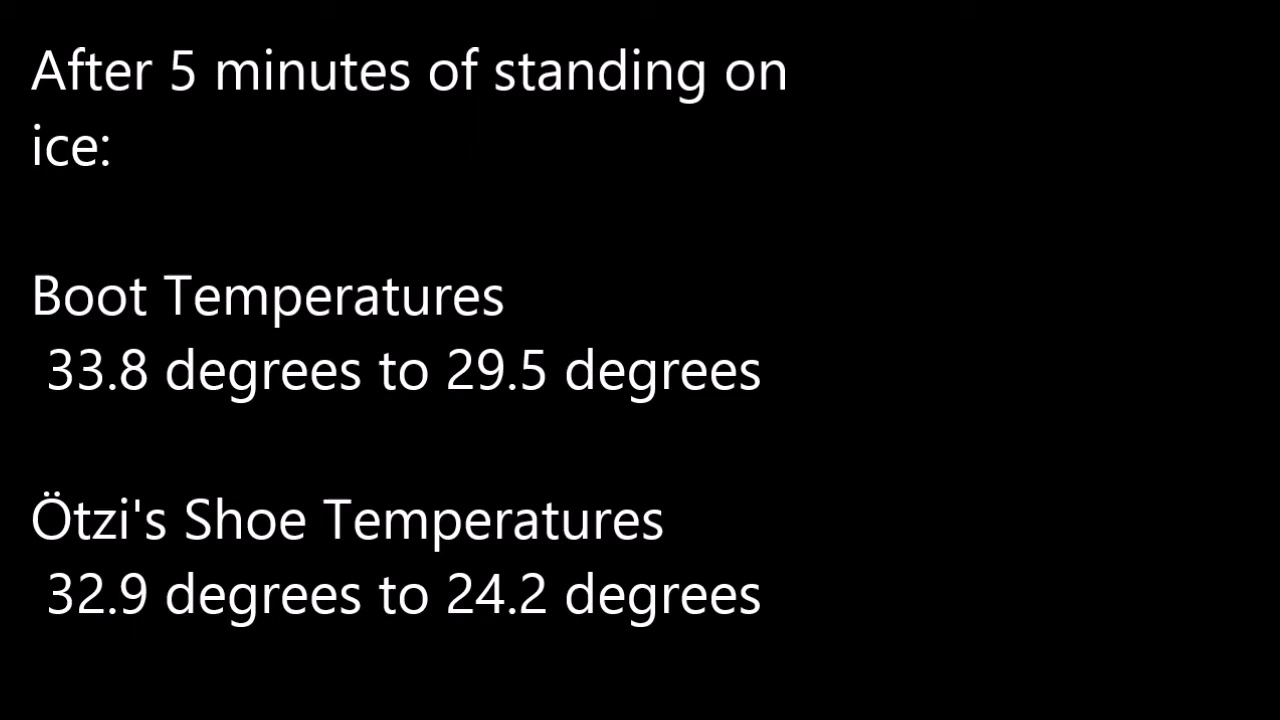 After 5 minutes of standing on
ice:
Boot Temperatures
33.8 degrees to 29.5 degrees
Ötzi's Shoe Temperatures
32.9 degrees to 24.2 degrees